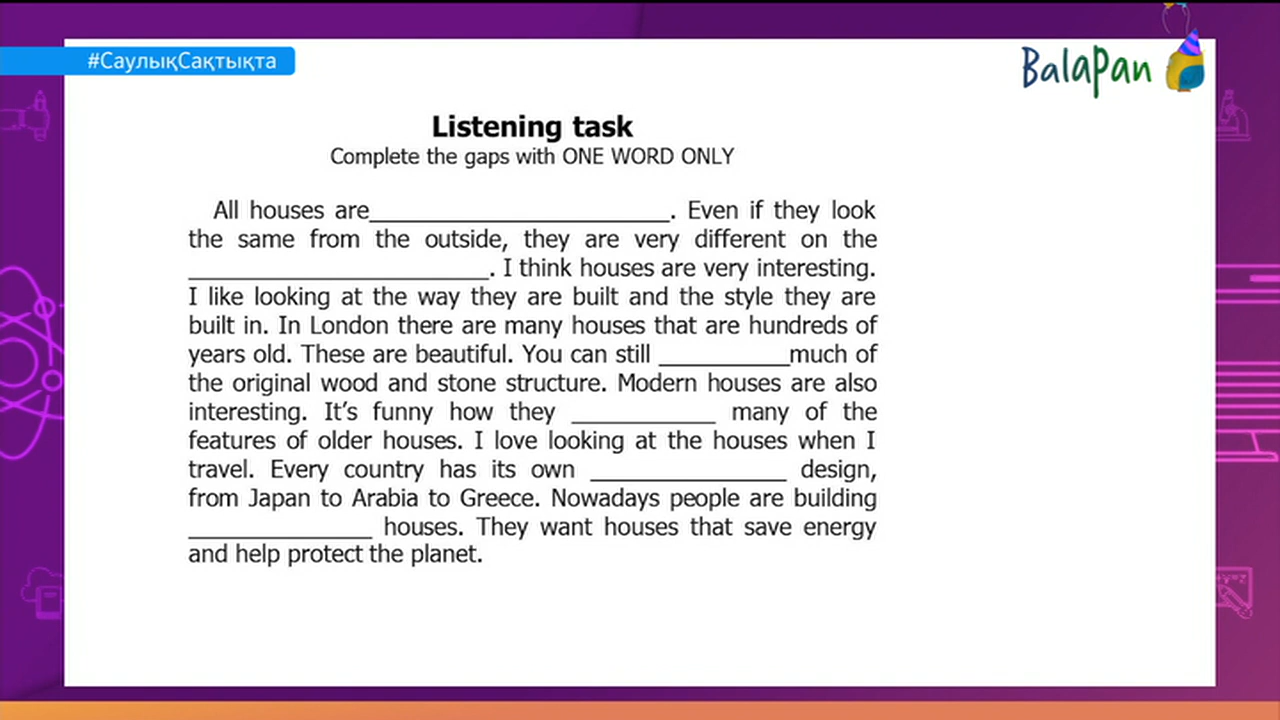 #СаулықСақтықта
Balapan
Listening task
Complete the gaps with ONE WORD ONLY
All houses are_______________________. Even if they look
the same from the outside, they are very different on the
_______________________. I think houses are very interesting.
I like looking at the way they are built and the style they are
built in. In London there are many houses that are hundreds of
years old. These are beautiful. You can still __________much of
the original wood and stone structure. Modern houses are also
interesting. It’s funny how they ___________ many of the
features of older houses. I love looking at the houses when I
travel. Every country has its own _______________ design,
from Japan to Arabia to Greece. Nowadays people are building
______________ houses. They want houses that save energy
and help protect the planet.